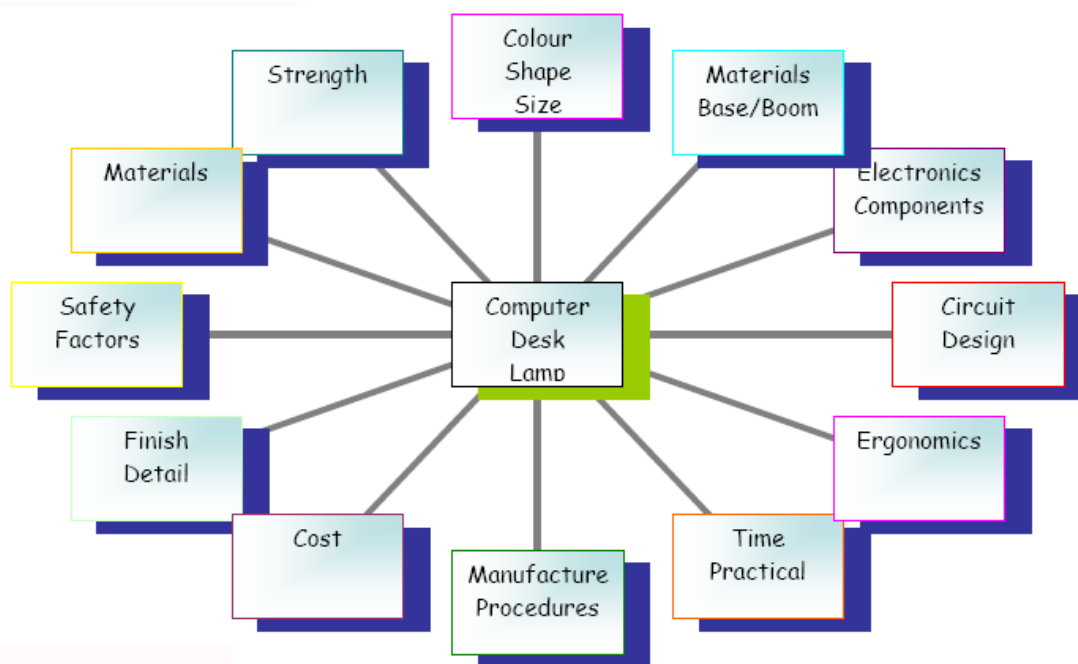 Colour
Shape
Size
Strength
Materials
Base/Boom
Materials
Electronics
Components
Safety
Factors
Computer
Desk
Lamp
Circuit
Design
Finish
Detail
Ergonomics
Cost
Manufacture
Procedures
Time
Practical